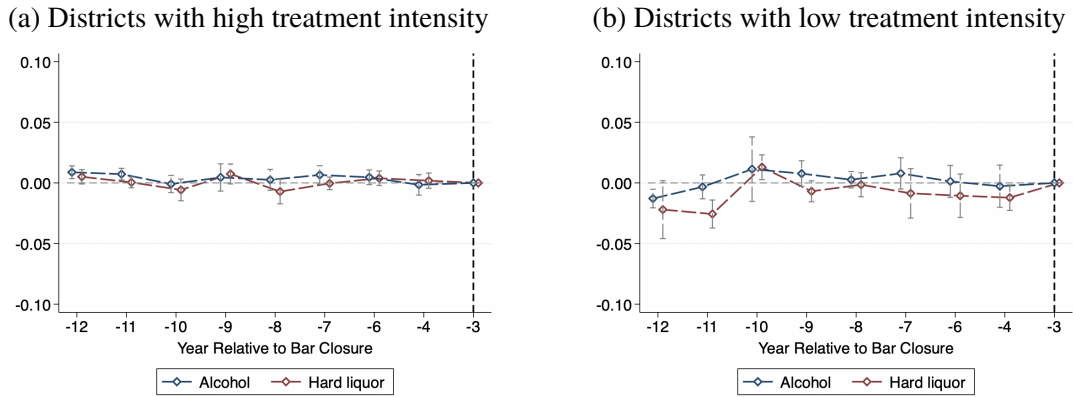 (a) Districts with high treatment intensity
0.10
0.05
0.00
-0.05
-0.10
-12 -11 -10 -9 -8 -7 -6 -4 -3
Year Relative to Bar Closure
Alcohol Hard liquor
(b) Districts with low treatment intensity
0.10
0.05
0.00
-0.05
-0.10
-12 -11 -10 -9 -8 -7 -6 -4 -3
Year Relative to Bar Closure
Alcohol Hard liquor